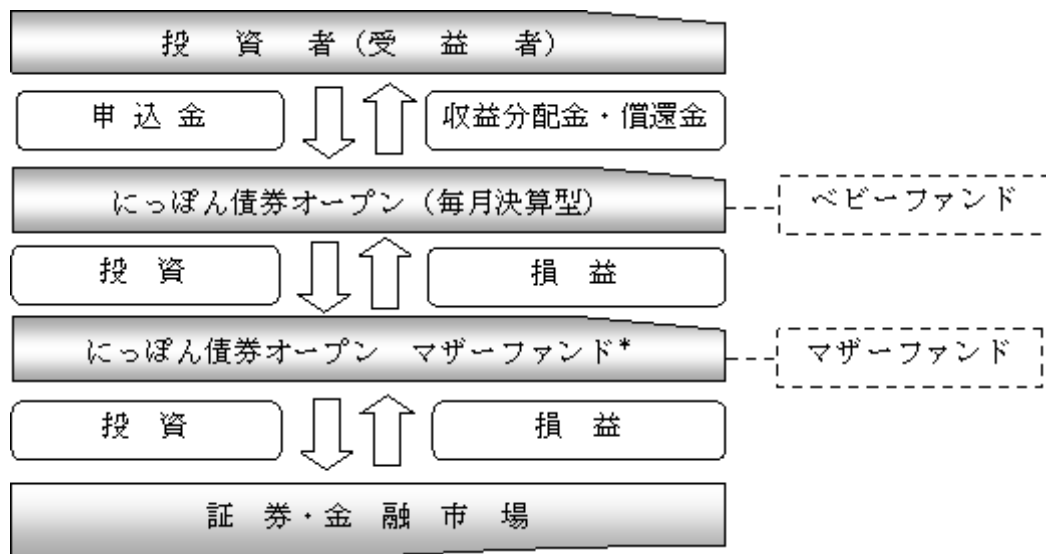 投資者(受益者)
申込金
収益分配金・償還金
にっぽん債券オープン(毎月決算型)
ベビーファンド
投資
損益
にっぽん債券オープン マザーファンド*
マザーファンド
投資
損益
証券・金融市場